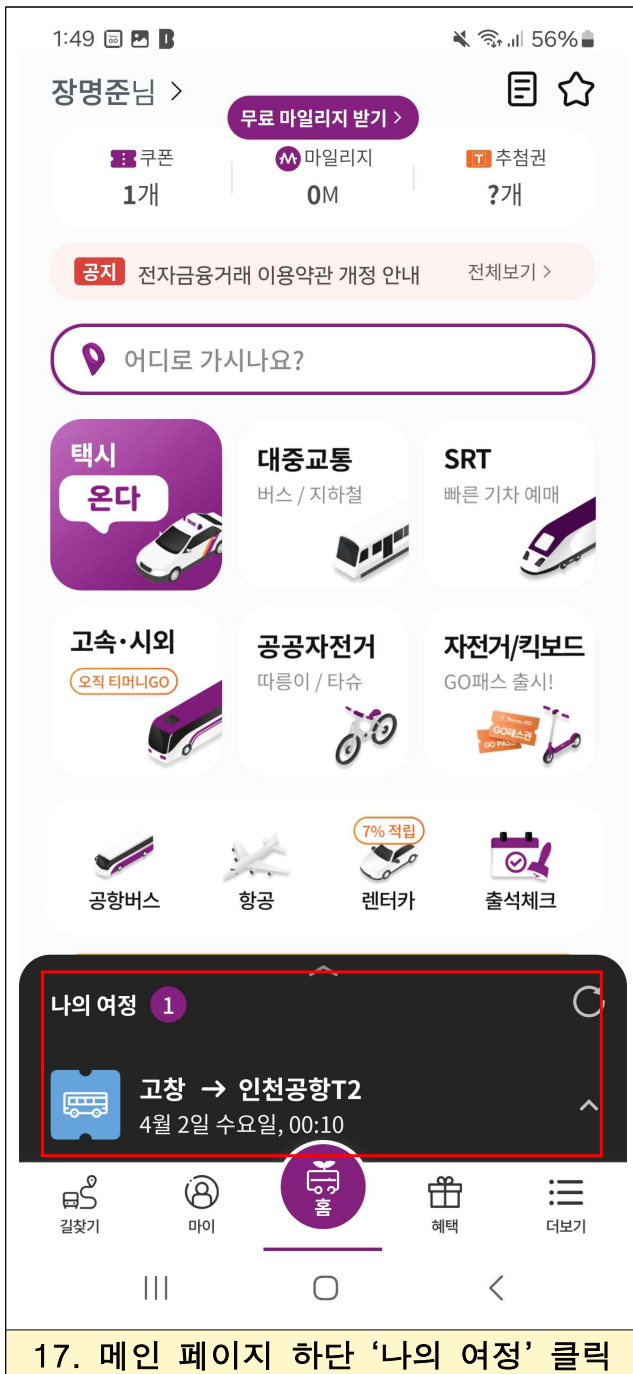 1:49 56%
장명준님 >
무료 마일리지 받기 >
쿠폰 마일리지 추첨권
1개 0M ?개
공지 전자금융거래 이용약관 개정 안내 전체보기 >
어디로 가시나요?
택시 대중교통 SRT
온다 버스 / 지하철 빠른 기차 예매
고속·시외 공공자전거 자전거/킥보드
오직 티머니GO 따릉이 / 타슈 GO패스 출시!
GO패스권
GO PASS
7% 적립
공항버스 항공 렌터카 출석체크
나의 여정 1
고창 → 인천공항T2
4월 2일 수요일, 00:10
길찾기 마이 홈 혜택 더보기
17. 메인 페이지 하단 ‘나의 여정’ 클릭